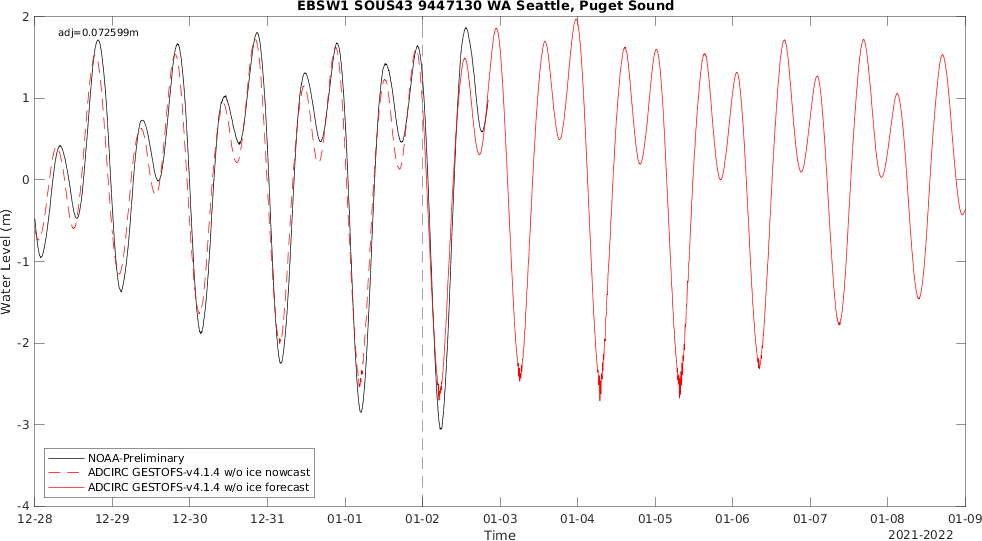 EBSW1 SOUS43 9447130 WA Seattle, Puget Sound
adj=0.072599m
2
1
0
-1
-2
-3
-4
Water Level (m)
NOAA-Preliminary
ADCIRC GESTOFS-v4.1.4 w/o ice nowcast
ADCIRC GESTOFS-v4.1.4 w/o ice forecast
12-28 12-29 12-30 12-31 01-01 01-02 01-03 01-04 01-05 01-06 01-07 01-08 01-09
Time
2021-2022